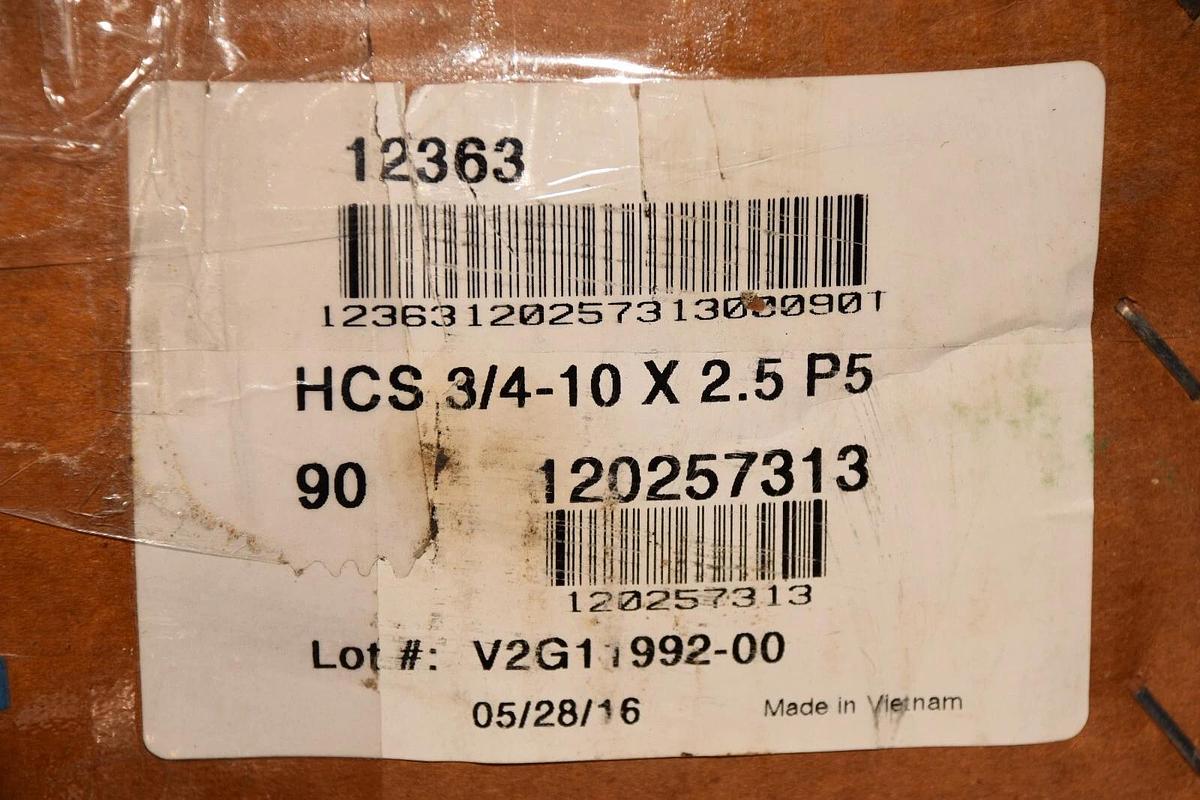 12363
12363120257313000901
HCS 3/4-10 X 2.5 P5
90 120257313
120257313
Lot #: V2G11992-00
05/28/16 Made in Vietnam